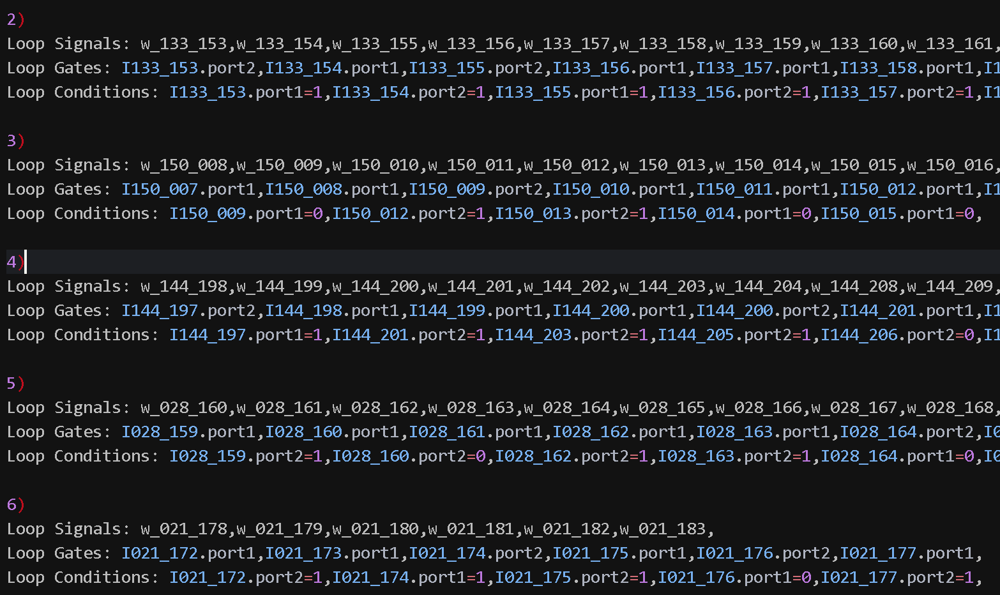 2)
Loop Signals: w_133_153,w_133_154,w_133_155,w_133_156,w_133_157,w_133_158,w_133_159,w_133_160,w_133_161,
Loop Gates: I133_153.port2,I133_154.port1,I133_155.port2,I133_156.port1,I133_157.port1,I133_158.port1,I1
Loop Conditions: I133_153.port1=1,I133_154.port2=1,I133_155.port1=1,I133_156.port2=1,I133_157.port2=1,I1
3)
Loop Signals: w_150_008,w_150_009,w_150_010,w_150_011,w_150_012,w_150_013,w_150_014,w_150_015,w_150_016,
Loop Gates: I150_007.port1,I150_008.port1,I150_009.port2,I150_010.port1,I150_011.port1,I150_012.port1,I1
Loop Conditions: I150_009.port1=0,I150_012.port2=1,I150_013.port2=1,I150_014.port1=0,I150_015.port1=0,
4)
Loop Signals: w_144_198,w_144_199,w_144_200,w_144_201,w_144_202,w_144_203,w_144_204,w_144_208,w_144_209,
Loop Gates: I144_197.port2,I144_198.port1,I144_199.port1,I144_200.port1,I144_200.port2,I144_201.port1,I1
Loop Conditions: I144_197.port1=1,I144_201.port2=1,I144_203.port2=1,I144_205.port2=1,I144_206.port2=0,I1
5)
Loop Signals: w_028_160,w_028_161,w_028_162,w_028_163,w_028_164,w_028_165,w_028_166,w_028_167,w_028_168,
Loop Gates: I028_159.port1,I028_160.port1,I028_161.port1,I028_162.port1,I028_163.port1,I028_164.port2,I0
Loop Conditions: I028_159.port2=1,I028_160.port2=0,I028_162.port2=1,I028_163.port2=1,I028_164.port1=0,I0
6)
Loop Signals: w_021_178,w_021_179,w_021_180,w_021_181,w_021_182,w_021_183,
Loop Gates: I021_172.port1,I021_173.port1,I021_174.port2,I021_175.port1,I021_176.port2,I021_177.port1,
Loop Conditions: I021_172.port2=1,I021_174.port1=1,I021_175.port2=1,I021_176.port1=0,I021_177.port2=1,